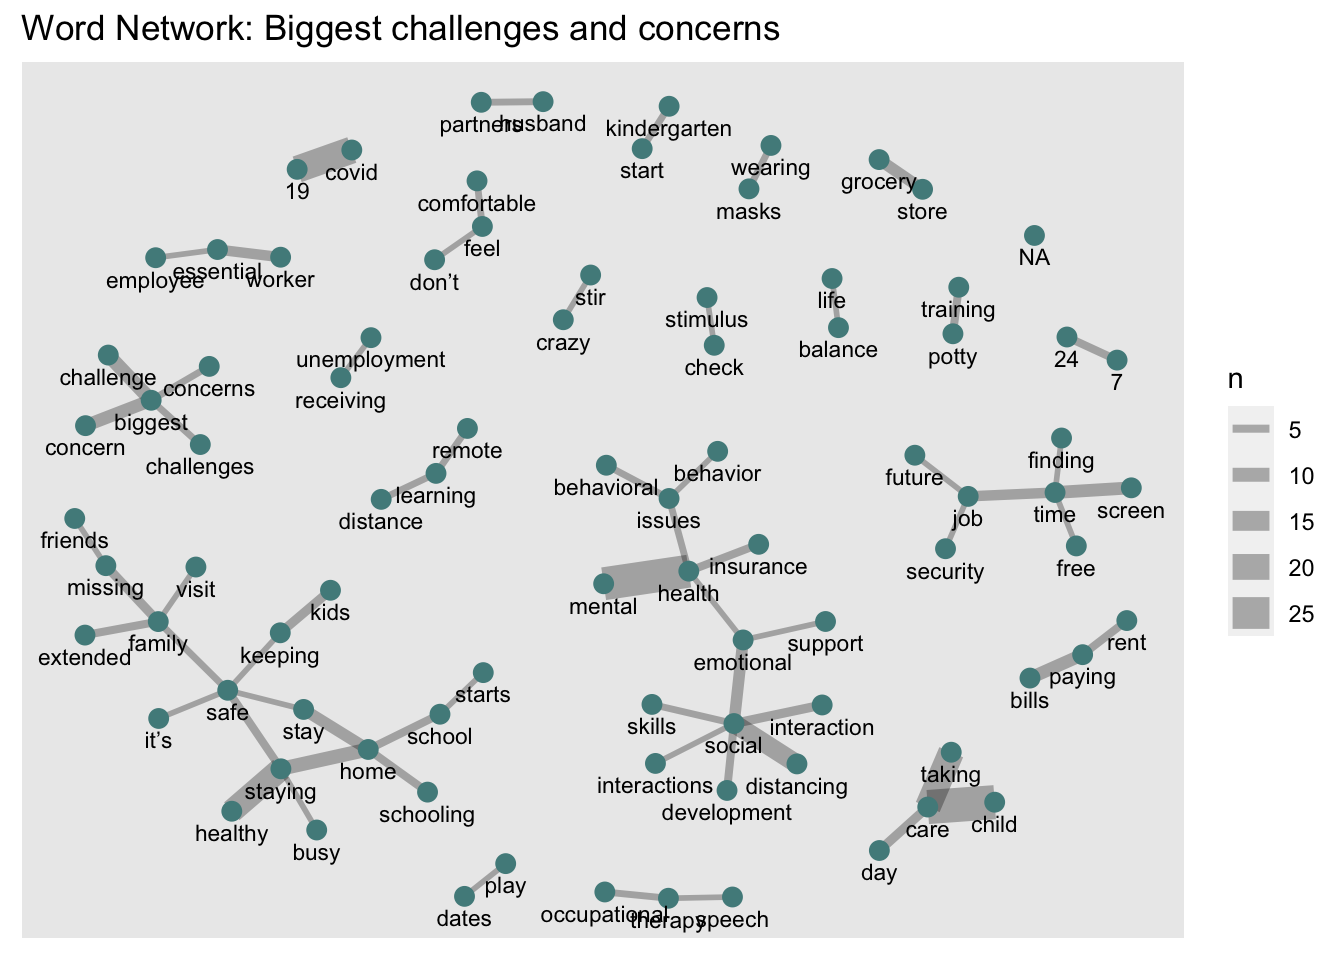 Word Network: Biggest challenges and concerns
partners
husband
kindergarten
start
covid
19
wearing
masks
grocery
store
comfortable
feel
don’t
NA
employee
essential
worker
stir
crazy
stimulus
check
life
balance
training
potty
24
7
unemployment
receiving
challenge
concerns
biggest
concern
challenges
remote
learning
distance
behavioral
behavior
issues
mental
health
insurance
emotional
support
skills
social
interaction
interactions
distancing
development
future
finding
job
time
screen
security
free
friends
missing
visit
extended
family
kids
keeping
safe
it’s
stay
starts
school
home
staying
schooling
healthy
busy
rent
paying
bills
taking
care
child
day
play
dates
occupational
therapy
speech
n
5
10
15
20
25